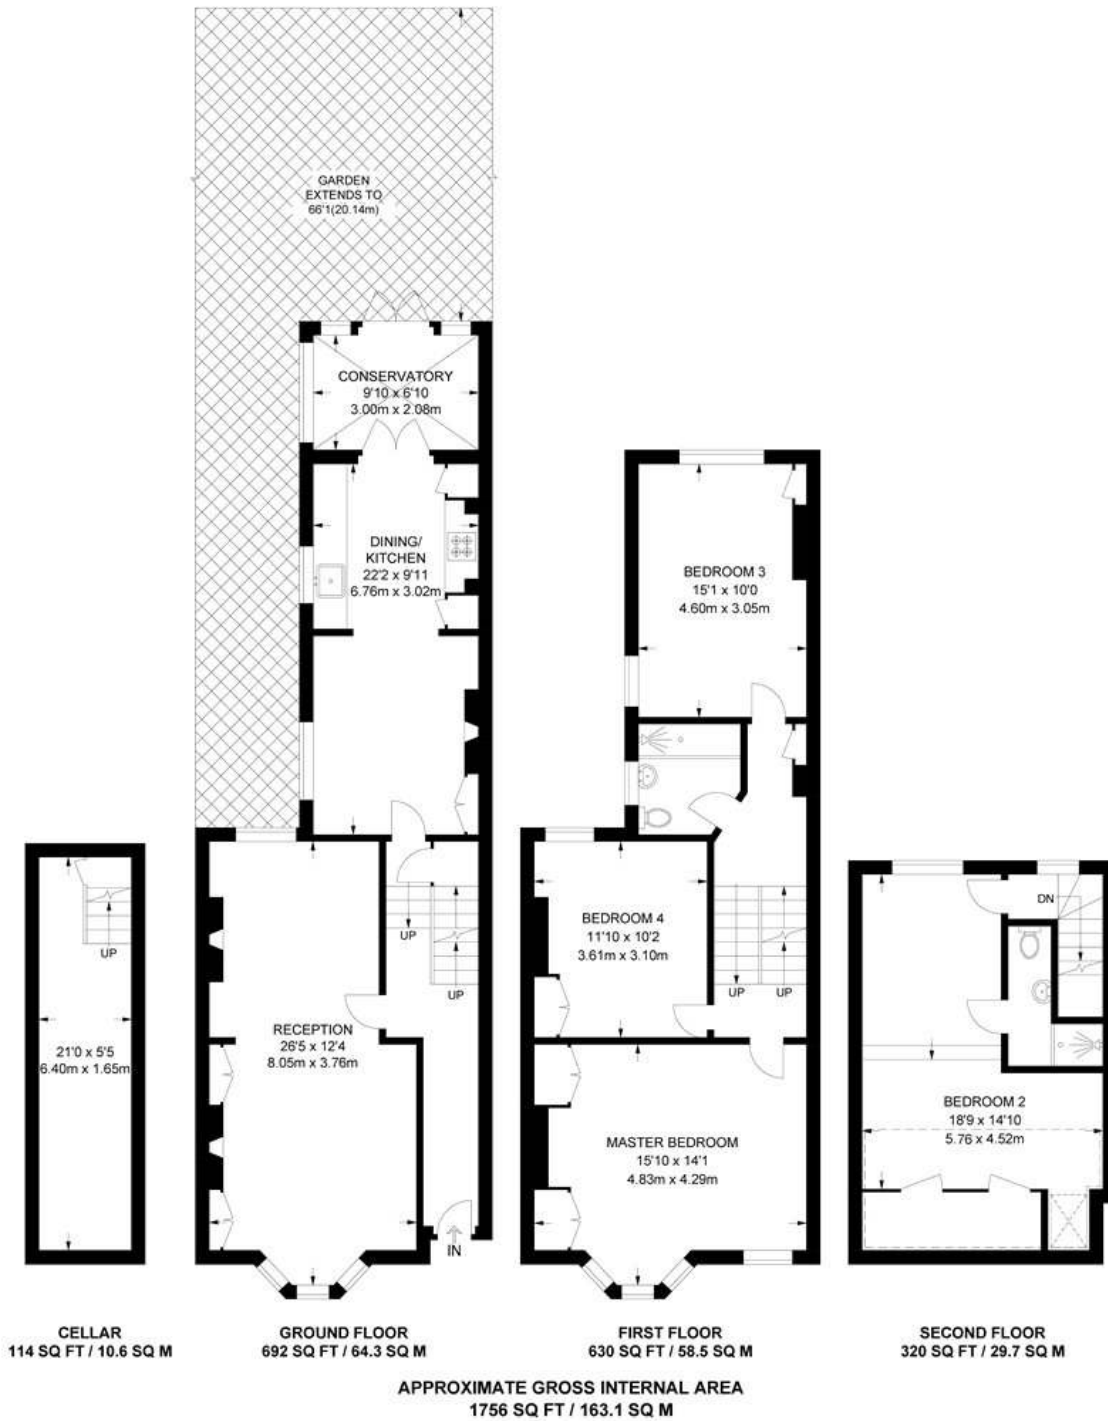 GARDEN
EXTENDS TO
66'1(20.14m)
CONSERVATORY
9'10 x 6'10
3.00m x 2.08m
DINING/
KITCHEN
22'2 x 9'11
6.76m x 3.02m
UP
UP
RECEPTION
26'5 x 12'4
8.05m x 3.76m
IN
BEDROOM 3
15'1 x 10'0
4.60m x 3.05m
BEDROOM 4
11'10 x 10'2
3.61m x 3.10m
UP
UP
MASTER BEDROOM
15'10 x 14'1
4.83m x 4.29m
UP
21'0 x 5'5
6.40m x 1.65m
DN
BEDROOM 2
18'9 x 14'10
5.76 x 4.52m
CELLAR
114 SQ FT / 10.6 SQ M
GROUND FLOOR
692 SQ FT / 64.3 SQ M
FIRST FLOOR
630 SQ FT / 58.5 SQ M
SECOND FLOOR
320 SQ FT / 29.7 SQ M
APPROXIMATE GROSS INTERNAL AREA
1756 SQ FT / 163.1 SQ M